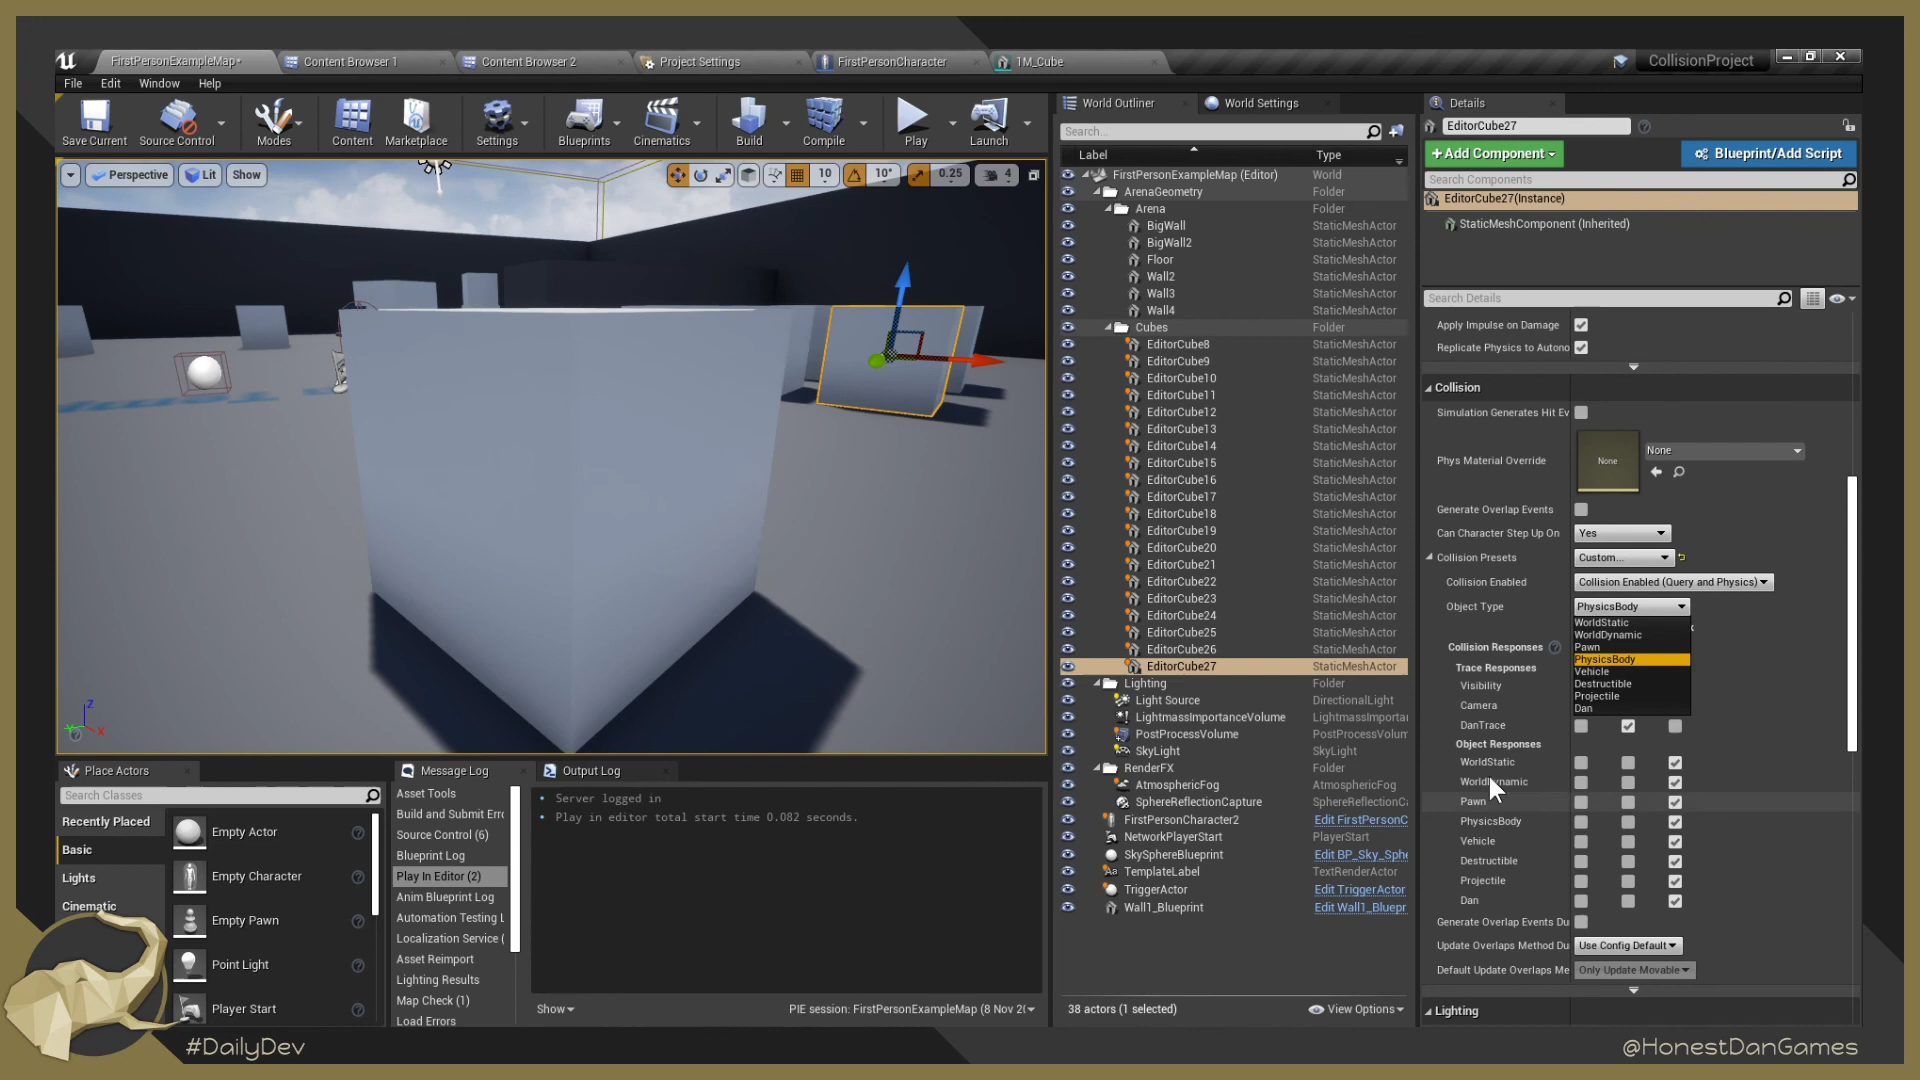 FirstPersonExampleMap*
Content Browser 1
Content Browser 2
Project Settings
FirstPersonCharacter
1M_Cube
CollisionProject
File
Edit
Window
Help
Save Current
Source Control
Modes
Content
Marketplace
Settings
Blueprints
Cinematics
Build
Compile
Play
Launch
Perspective
Lit
Show
10
10°
0.25
4
World Outliner
World Settings
Search...
Label
Type
FirstPersonExampleMap (Editor)
World
ArenaGeometry
Folder
Arena
Folder
BigWall
StaticMeshActor
BigWall2
StaticMeshActor
Floor
StaticMeshActor
Wall2
StaticMeshActor
Wall3
StaticMeshActor
Wall4
StaticMeshActor
Cubes
Folder
EditorCube8
StaticMeshActor
EditorCube9
StaticMeshActor
EditorCube10
StaticMeshActor
EditorCube11
StaticMeshActor
EditorCube12
StaticMeshActor
EditorCube13
StaticMeshActor
EditorCube14
StaticMeshActor
EditorCube15
StaticMeshActor
EditorCube16
StaticMeshActor
EditorCube17
StaticMeshActor
EditorCube18
StaticMeshActor
EditorCube19
StaticMeshActor
EditorCube20
StaticMeshActor
EditorCube21
StaticMeshActor
EditorCube22
StaticMeshActor
EditorCube23
StaticMeshActor
EditorCube24
StaticMeshActor
EditorCube25
StaticMeshActor
EditorCube26
StaticMeshActor
EditorCube27
StaticMeshActor
Lighting
Folder
Light Source
DirectionalLight
LightmassImportanceVolume
LightmassImportar
PostProcessVolume
PostProcessVolum
SkyLight
SkyLight
RenderFX
Folder
AtmosphericFog
AtmosphericFog
SphereReflectionCapture
SphereReflectionCa
FirstPersonCharacter2
Edit FirstPersonC
NetworkPlayerStart
PlayerStart
SkySphereBlueprint
Edit BP_Sky_Sphe
TemplateLabel
TextRenderActor
TriggerActor
Edit TriggerActor
Wall1_Blueprint
Edit Wall1_Bluepr
38 actors (1 selected)
View Options
Details
EditorCube27
+ Add Component
Blueprint/Add Script
Search Components
EditorCube27(Instance)
StaticMeshComponent (Inherited)
Search Details
Apply Impulse on Damage
Replicate Physics to Autono
Collision
Simulation Generates Hit Ev
Phys Material Override
None
None
Generate Overlap Events
Can Character Step Up On
Yes
Collision Presets
Custom...
Collision Enabled
Collision Enabled (Query and Physics)
Object Type
PhysicsBody
WorldStatic
WorldDynamic
Pawn
PhysicsBody
Vehicle
Destructible
Projectile
Dan
Collision Responses
Trace Responses
Visibility
Camera
DanTrace
Object Responses
WorldStatic
WorldDynamic
Pawn
PhysicsBody
Vehicle
Destructible
Projectile
Dan
Generate Overlap Events Du
Update Overlaps Method Du
Use Config Default
Default Update Overlaps Me
Only Update Movable
Lighting
Z
X
Place Actors
Search Classes
Recently Placed
Basic
Lights
Cinematic
Empty Actor
Empty Character
Empty Pawn
Point Light
Player Start
Message Log
Output Log
Asset Tools
Build and Submit Erro
Source Control (6)
Blueprint Log
Play In Editor (2)
Anim Blueprint Log
Automation Testing L
Localization Service (
Asset Reimport
Lighting Results
Map Check (1)
Load Errors
Server logged in
Play in editor total start time 0.082 seconds.
Show
PIE session: FirstPersonExampleMap (8 Nov 2(
#DailyDev
@HonestDanGames